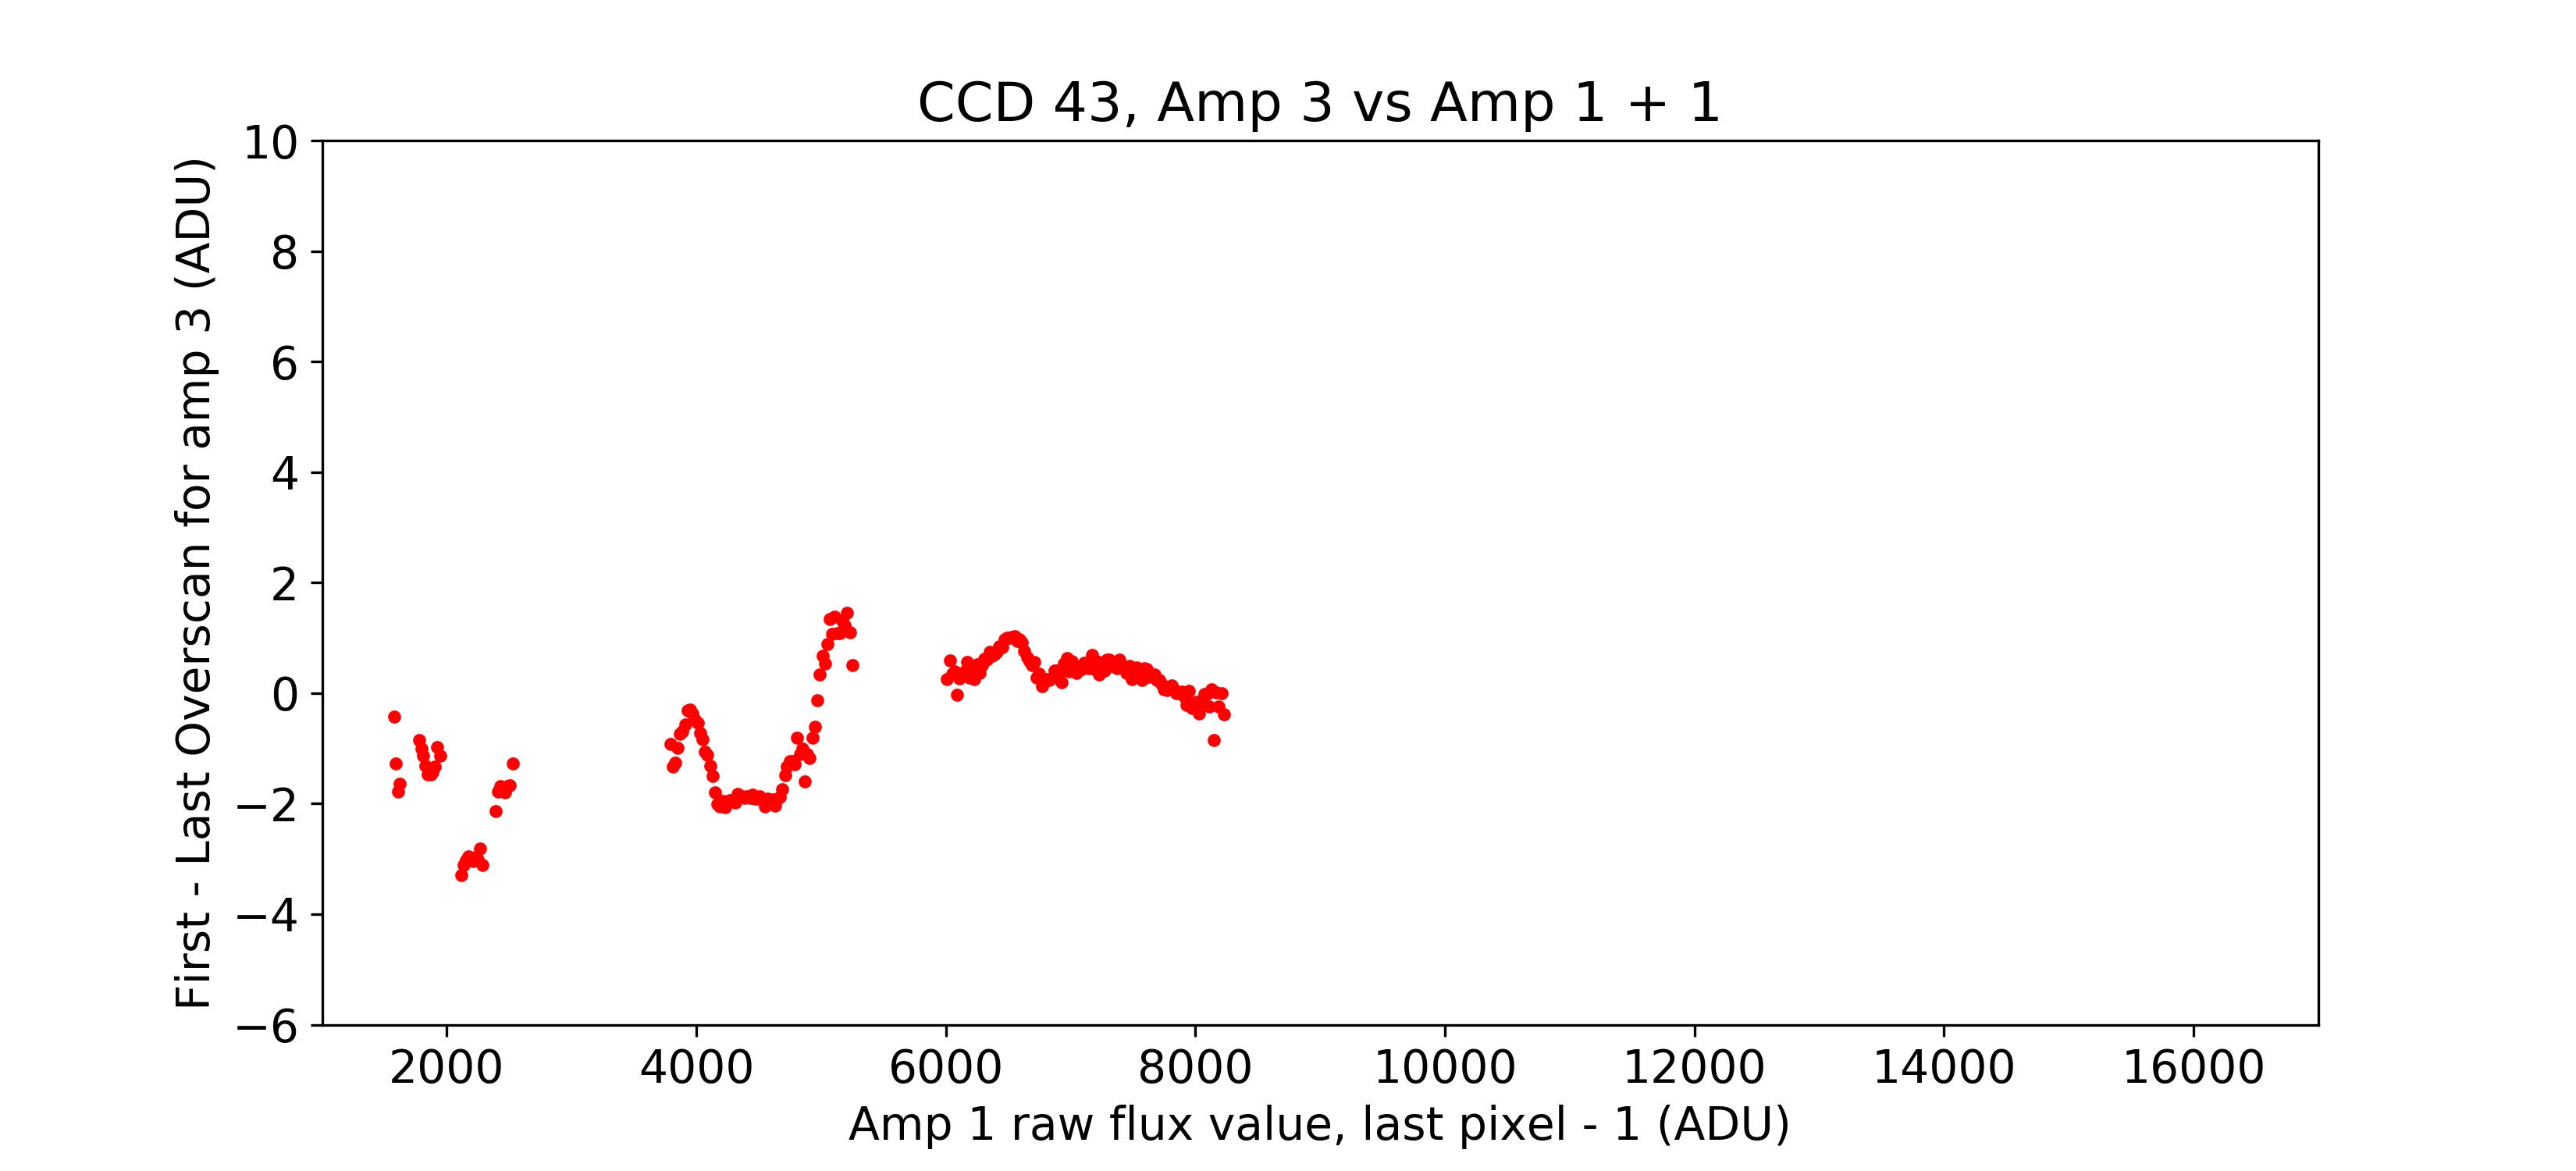 CCD 43, Amp 3 vs Amp 1 + 1
First - Last Overscan for amp 3 (ADU)
10
8
6
4
2
0
−2
−4
−6
2000 4000 6000 8000 10000 12000 14000 16000
Amp 1 raw flux value, last pixel - 1 (ADU)